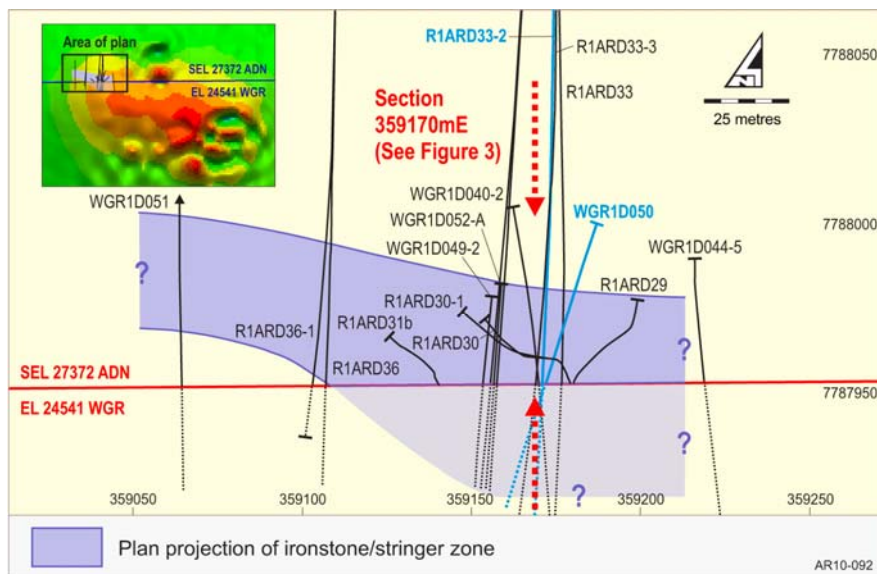 Area of plan
SEL 27372 ADN
EL 24541 WGR
R1ARD33-2
R1ARD33-3
R1ARD33
7788050
N
25 metres
Section
359170mE
(See Figure 3)
WGR1D051
WGR1D040-2
WGR1D052-A
WGR1D049-2
WGR1D050
7788000
WGR1D044-5
?
R1ARD30-1
R1ARD29
R1ARD31b
R1ARD36-1
R1ARD30
R1ARD36
?
SEL 27372 ADN
EL 24541 WGR
7787950
?
?
359050
359100
359150
359200
359250
Plan projection of ironstone/stringer zone
AR10-092